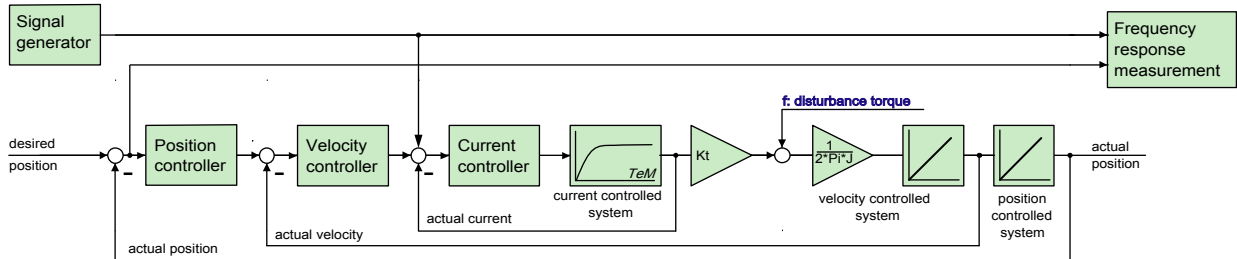 Signal
generator
Frequency
response
measurement
f: disturbance torque
desired
position
Position
controller
Velocity
controller
Current
controller
TeM
Kt
1
2*Pi*J
actual
position
-
-
-
current controlled
system
velocity controlled
system
position
controlled
system
actual current
actual velocity
actual position